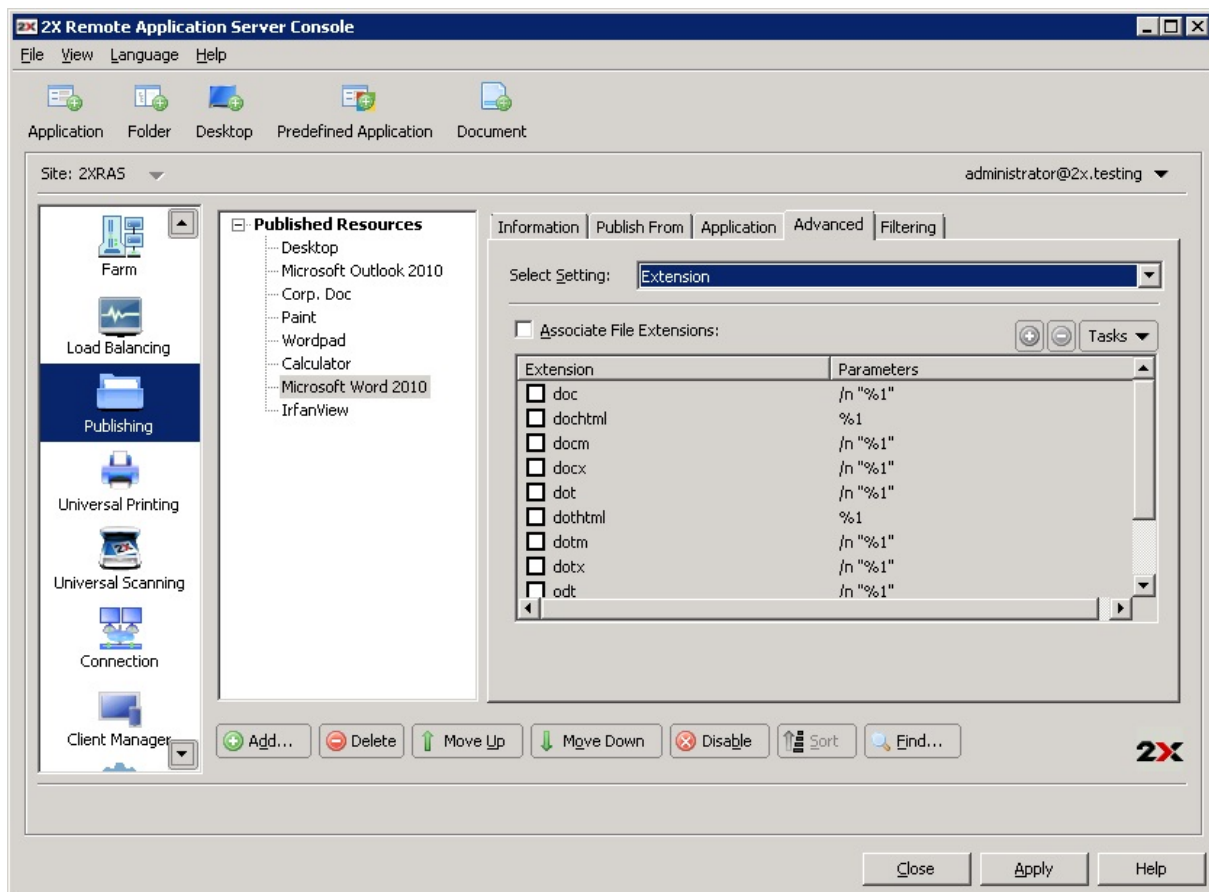 2X 2X Remote Application Server Console
File View Language Help
Application Folder Desktop Predefined Application Document
Site: 2XRAS administrator@2x.testing
Farm
Load Balancing
Publishing
Universal Printing
2X
Universal Scanning
Connection
Client Manager
Published Resources
Desktop
Microsoft Outlook 2010
Corp. Doc
Paint
Wordpad
Calculator
Microsoft Word 2010
IrfanView
Information Publish From Application Advanced Filtering
Select Setting: Extension
Associate File Extensions: Tasks
Extension Parameters
doc /n "%1"
dochtml %1
docm /n "%1"
docx /n "%1"
dot /n "%1"
dothtml %1
dotm /n "%1"
dotx /n "%1"
odt /n "%1"
Add... Delete Move Up Move Down Disable Sort Find...
2X
Close Apply Help